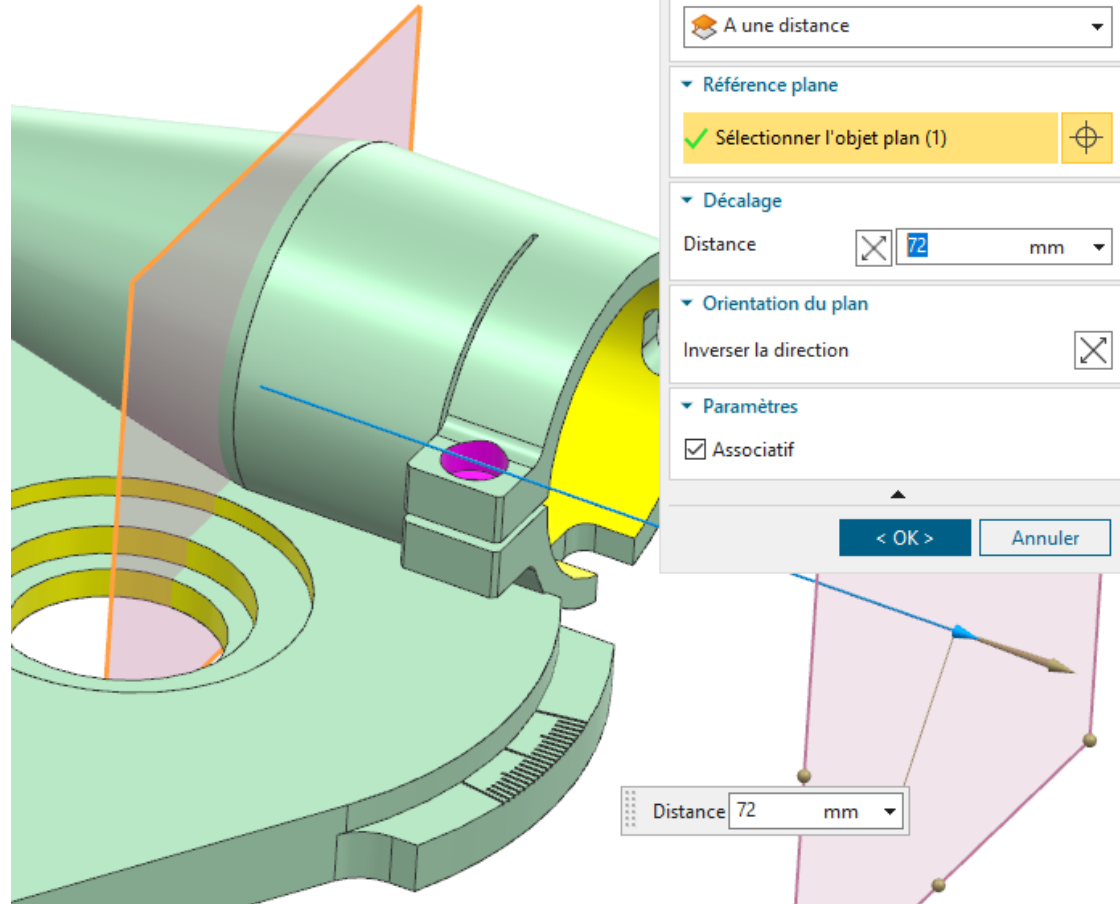 A une distance
Référence plane
Sélectionner l'objet plan (1)
Décalage
Distance 72 mm
Orientation du plan
Inverser la direction
Paramètres
Associatif
< OK > Annuler
Distance 72 mm